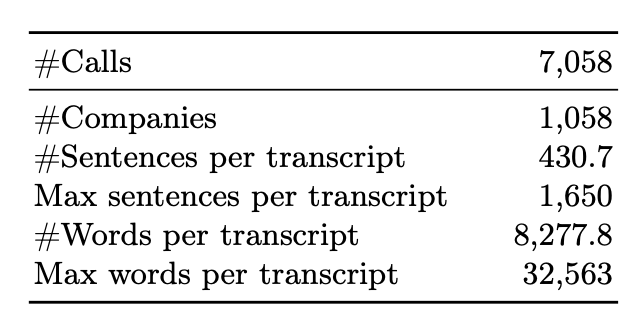 #Calls 7,058
#Companies 1,058
#Sentences per transcript 430.7
Max sentences per transcript 1,650
#Words per transcript 8,277.8
Max words per transcript 32,563